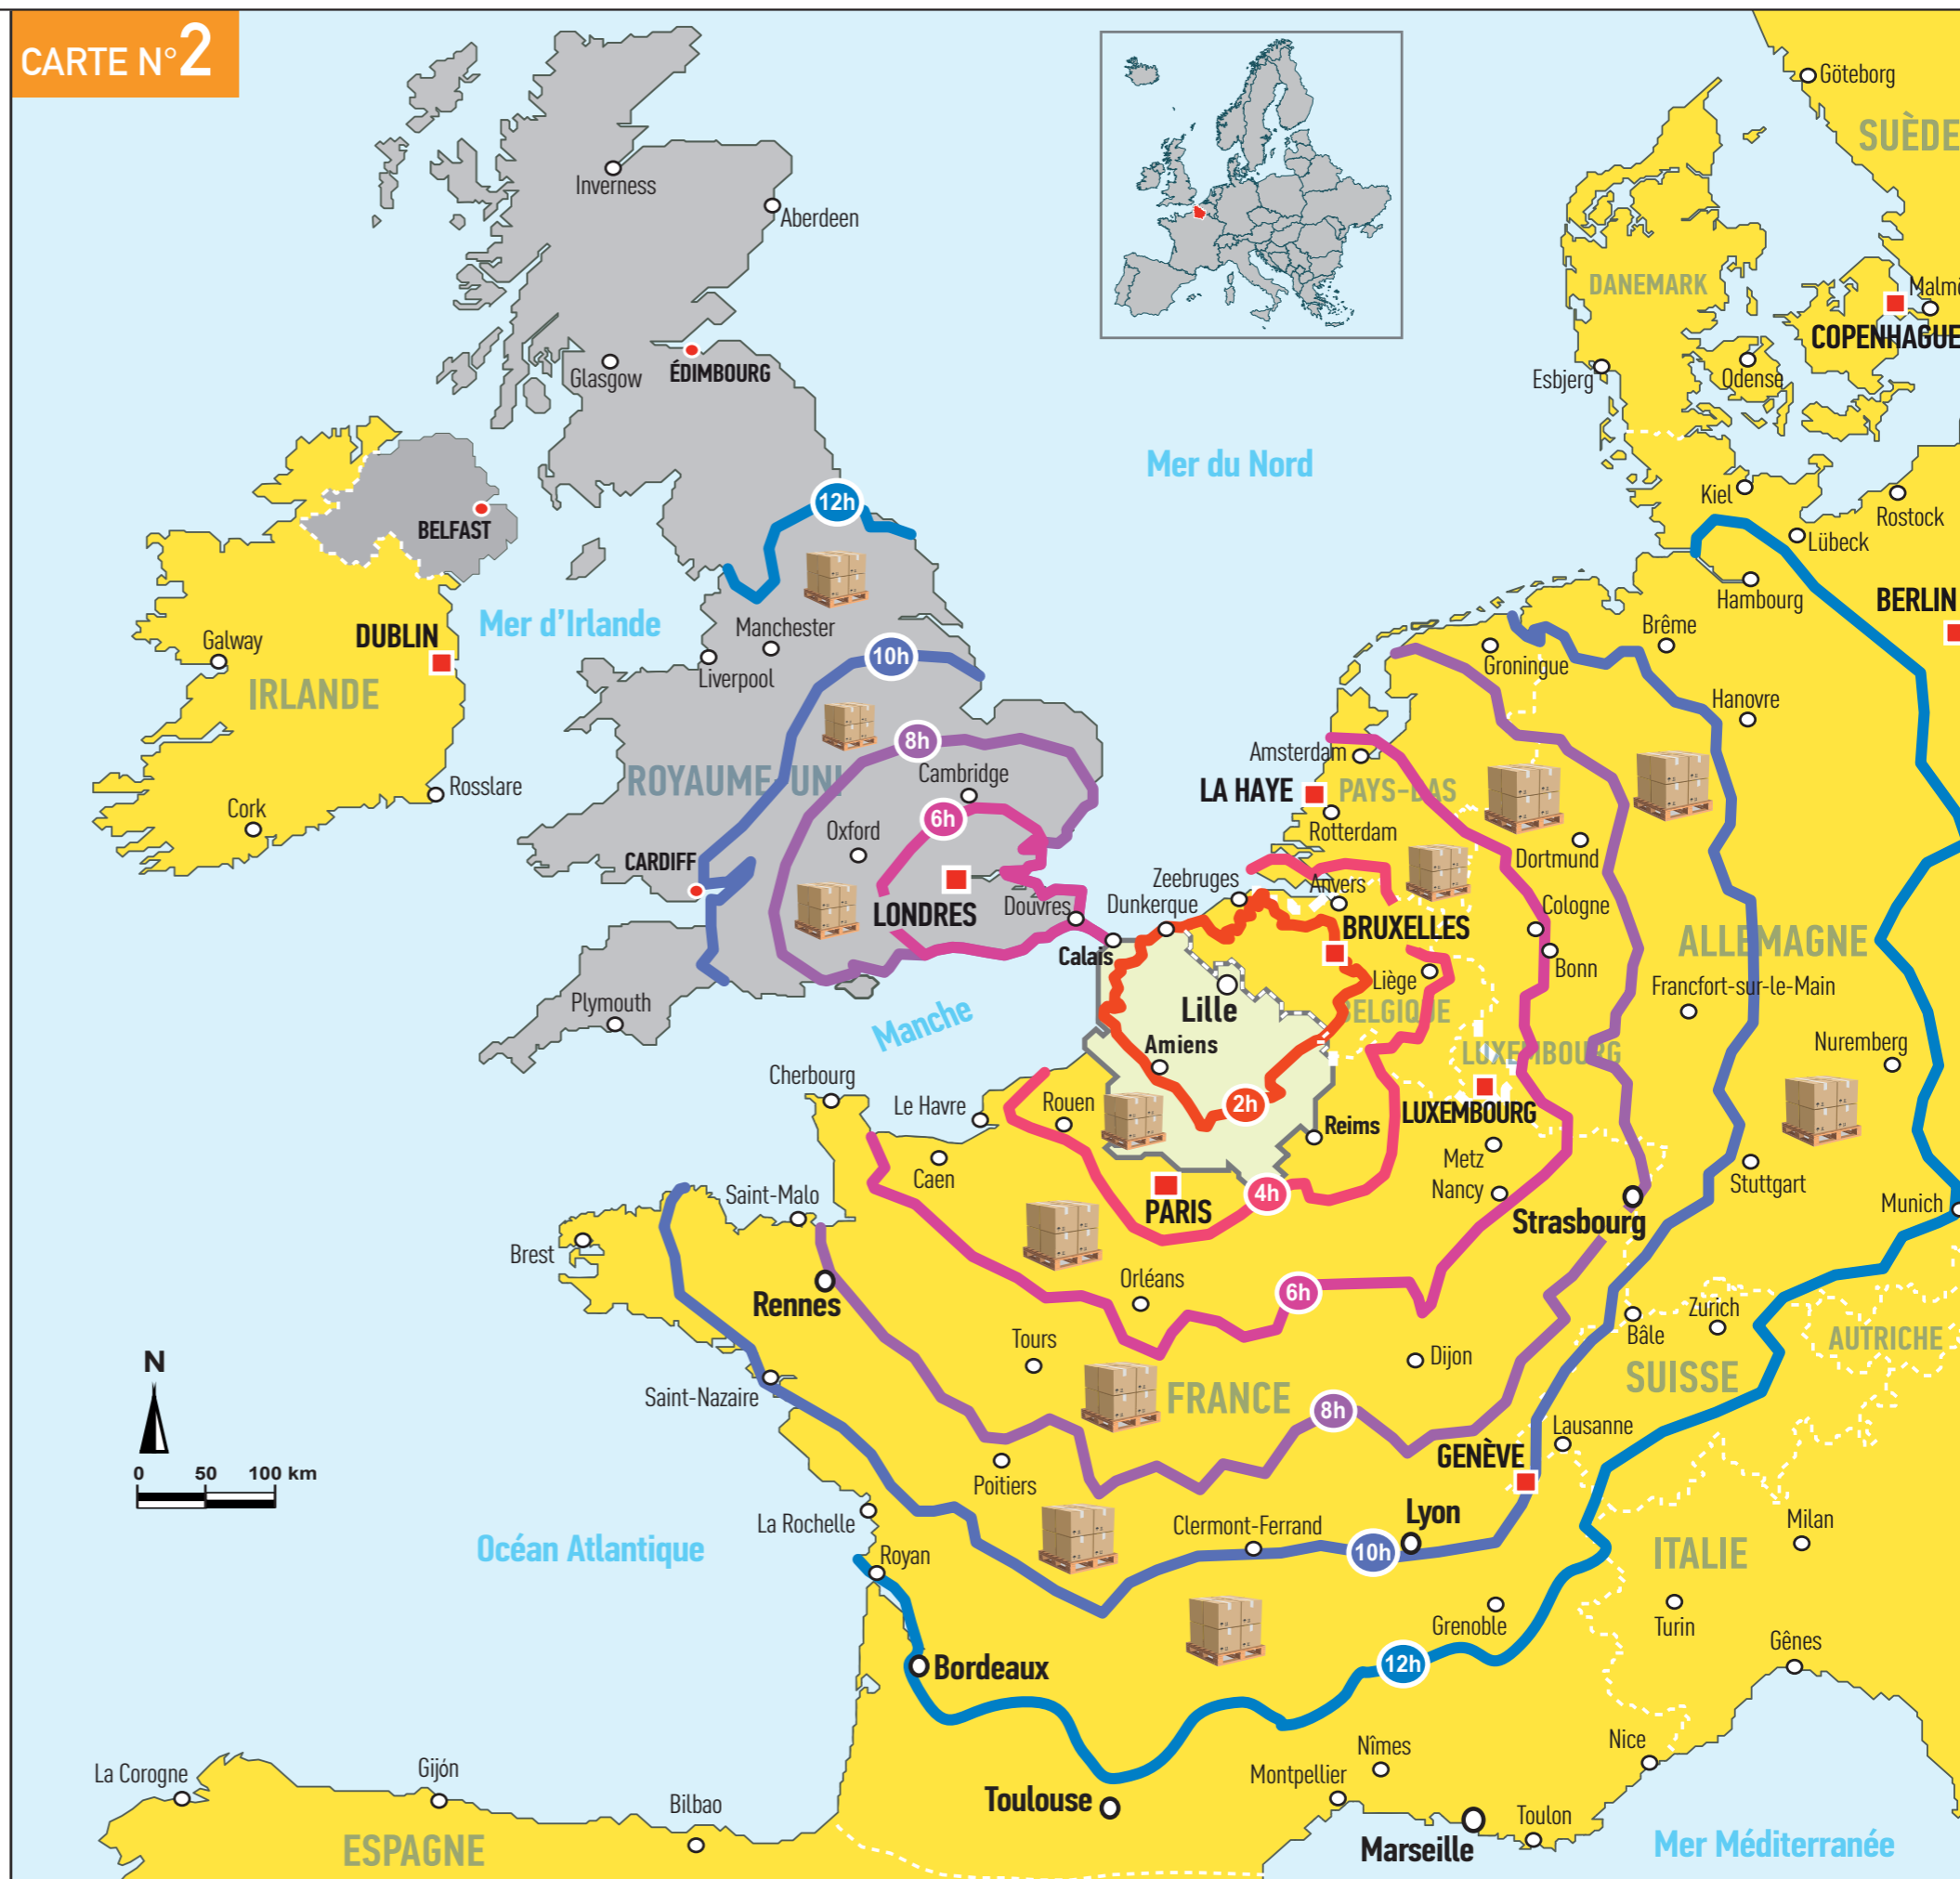 CARTE N°2
Göteborg
SUÈDE
Inverness
Aberdeen
DANEMARK
COPENHAGUE
Glasgow
ÉDIMBOURG
Esbjerg
Odense
Mer du Nord
Kiel
Rostock
12h
BELFAST
Lübeck
Hambourg
BERLIN
Mer d'Irlande
DUBLIN
Galway
Manchester
Brême
IRLANDE
Liverpool
10h
Groningue
Hanovre
8h
Amsterdam
ROYAUME-UNI
Cambridge
Rosslare
LA HAYE
PAYS-BAS
Cork
6h
Oxford
Rotterdam
Dortmund
CARDIFF
Zeebruges
Anvers
LONDRES
Douvres
Dunkerque
Cologne
BRUXELLES
ALLEMAGNE
Calais
Bonn
Liège
Francfort-sur-le-Main
Plymouth
Lille
BELGIQUE
Manche
Amiens
LUXEMBOURG
Nuremberg
Cherbourg
Le Havre
Rouen
2h
LUXEMBOURG
Reims
Metz
Caen
Nancy
Stuttgart
Saint-Malo
4h
PARIS
Munich
Strasbourg
Brest
Orléans
6h
Rennes
Zurich
Bâle
Tours
AUTRICHE
N
Dijon
SUISSE
Saint-Nazaire
FRANCE
8h
Lausanne
GENÈVE
0 50 100 km
Poitiers
Lyon
La Rochelle
Clermont-Ferrand
Milan
Océan Atlantique
Royan
10h
ITALIE
Grenoble
Turin
Gênes
Bordeaux
12h
Nice
Nîmes
La Corogne
Gijón
Montpellier
Toulouse
Bilbao
Toulon
ESPAGNE
Marseille
Mer Méditerranée